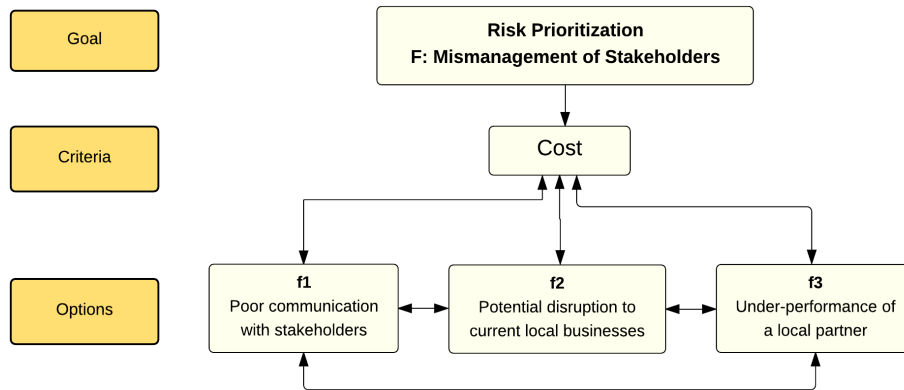 Goal
Risk Prioritization
F: Mismanagement of Stakeholders
Criteria
Cost
Options
f1
Poor communication
with stakeholders
f2
Potential disruption to
current local businesses
f3
Under-performance of
a local partner